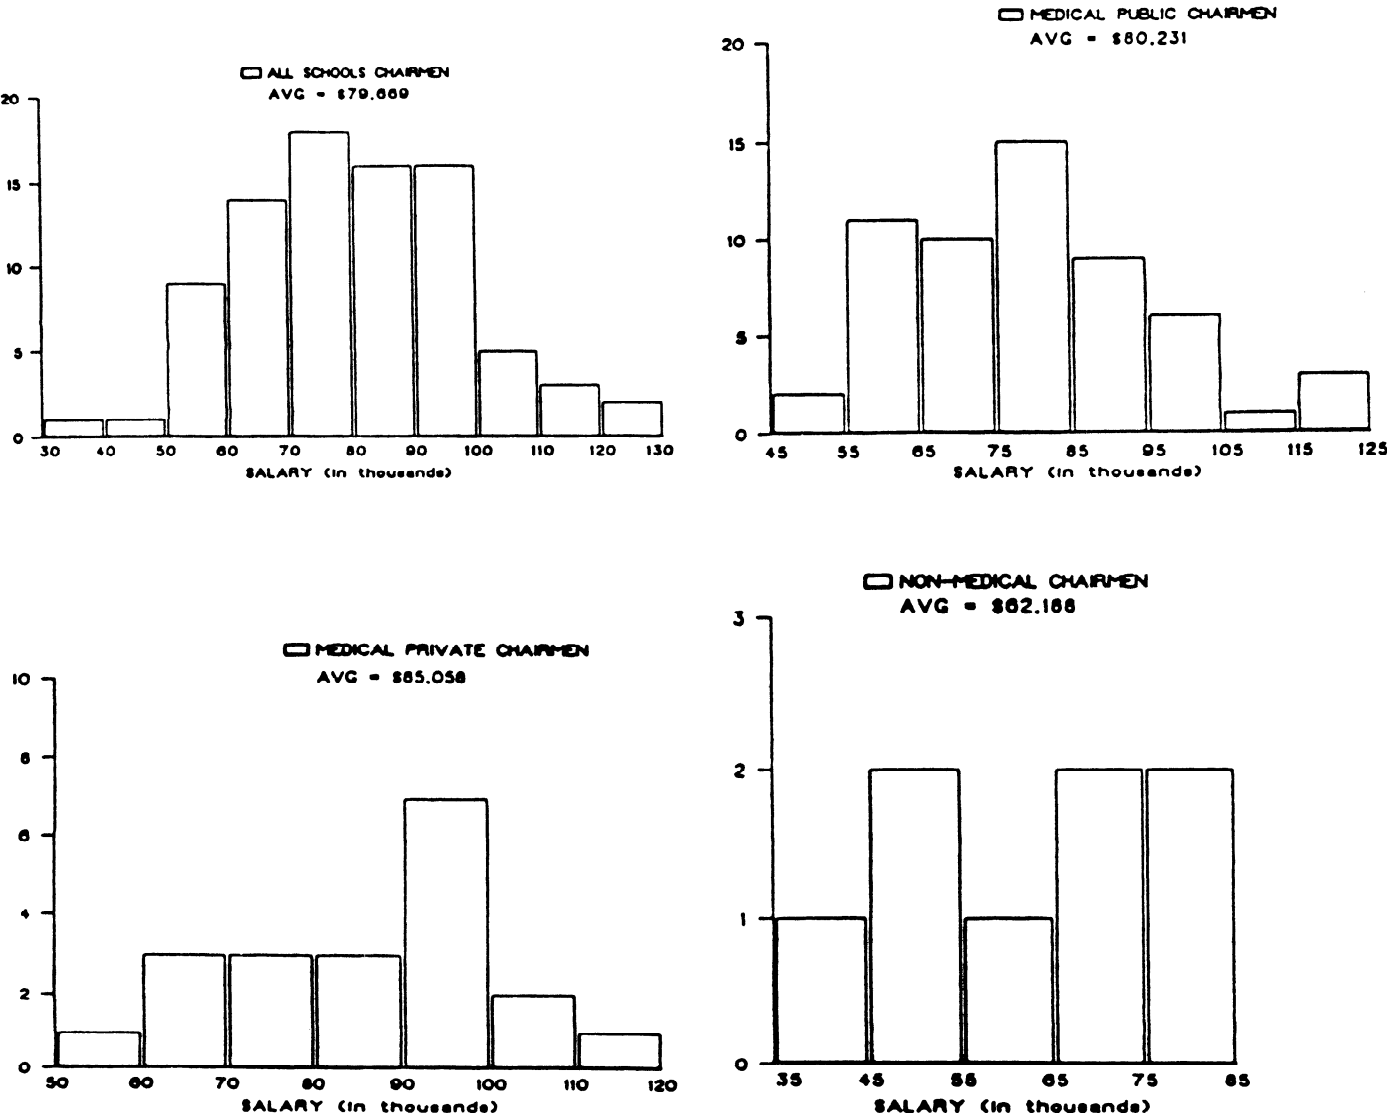 ALL SCHOOLS CHAIRMEN
AVG = $79,669
20
15
10
5
0
30 40 50 60 70 80 90 100 110 120 130
SALARY (in thousands)
MEDICAL PUBLIC CHAIRMEN
AVG = $80,231
20
15
10
5
0
45 55 65 75 85 95 105 115 125
SALARY (in thousands)
MEDICAL PRIVATE CHAIRMEN
AVG = $85,058
10
8
6
4
2
0
50 60 70 80 90 100 110 120
SALARY (in thousands)
NON-MEDICAL CHAIRMEN
AVG = $62,188
3
2
1
0
35 45 55 65 75 85
SALARY (in thousands)